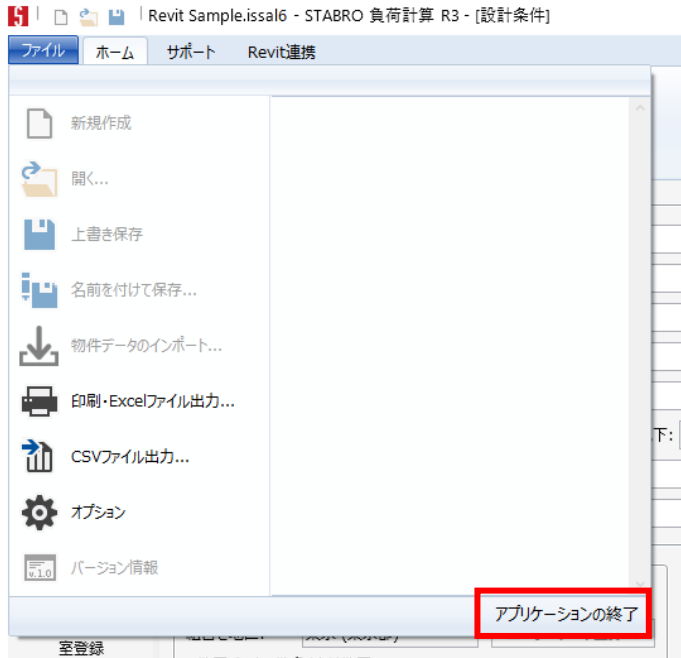 Revit Sample.issal6 - STABRO 負荷計算 R3 - [設計条件]
ファイル ホーム サポート Revit連携
新規作成
開く...
上書き保存
名前を付けて保存...
物件データのインポート...
印刷・Excelファイル出力...
下:
CSVファイル出力...
オプション
v.1.0 バージョン情報
アプリケーションの終了
室登録